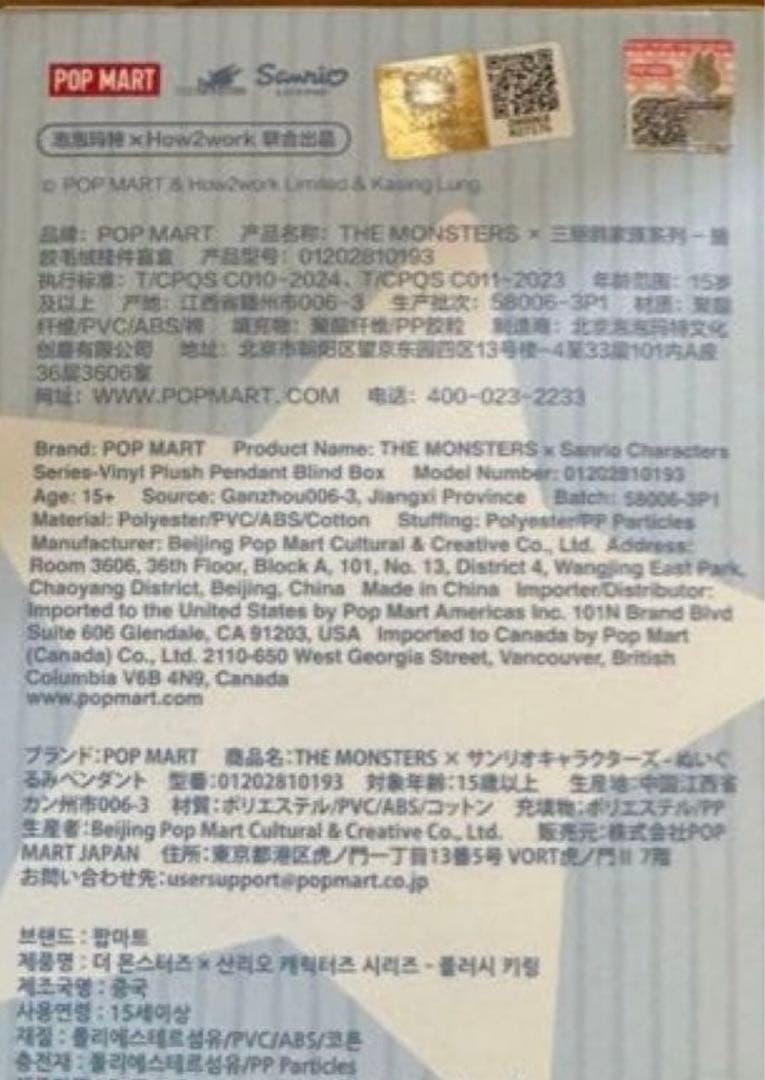 POP MART Sanrio
泡泡玛特×How2work 联合出品
© POP MART & How2work Limited & Kasing Lung
品牌：POP MART 产品名称：THE MONSTERS × 三丽鸥家族系列-搪
胶毛绒挂件盲盒 产品型号：01202810193
执行标准：T/CPQS C010-2024、T/CPQS C011-2023 年龄范围：15岁
及以上 产地：江西省赣州市006-3 生产批次：58006-3P1 材质：聚酯
纤维/PVC/ABS/棉 填充物：聚酯纤维/PP胶粒 制造商：北京泡泡玛特文化
创意有限公司 地址：北京市朝阳区望京东园四区13号楼-4至33层101内A座
36层3606室
网址：WWW.POPMART.COM 电话：400-023-2233
Brand: POP MART Product Name: THE MONSTERS × Sanrio Characters
Series-Vinyl Plush Pendant Blind Box Model Number: 01202810193
Age: 15+ Source: Ganzhou006-3, Jiangxi Province Batch: 58006-3P1
Material: Polyester/PVC/ABS/Cotton Stuffing: Polyester/PP Particles
Manufacturer: Beijing Pop Mart Cultural & Creative Co., Ltd. Address:
Room 3606, 36th Floor, Block A, 101, No. 13, District 4, Wangjing East Park,
Chaoyang District, Beijing, China Made in China Importer/Distributor:
Imported to the United States by Pop Mart Americas Inc. 101N Brand Blvd
Suite 606 Glendale, CA 91203, USA Imported to Canada by Pop Mart
(Canada) Co., Ltd. 2110-650 West Georgia Street, Vancouver, British
Columbia V6B 4N9, Canada
www.popmart.com
ブランド：POP MART 商品名：THE MONSTERS × サンリオキャラクターズ-ぬいぐ
るみペンダント 型番：01202810193 対象年齢：15歳以上 生産地：中国江西省
カン州市006-3 材質：ポリエステル/PVC/ABS/コットン 充填物：ポリエステル/PP
生産者：Beijing Pop Mart Cultural & Creative Co., Ltd. 販売元：株式会社POP
MART JAPAN 住所：東京都港区虎ノ門一丁目13番5号 VORT虎ノ門Ⅱ 7階
お問い合わせ先：usersupport@popmart.co.jp
브랜드 : 팝마트
제품명 : 더 몬스터즈 × 산리오 캐릭터즈 시리즈 - 플러시 키링
제조국명 : 중국
사용연령 : 15세이상
재질 : 폴리에스테르섬유/PVC/ABS/코튼
충전재 : 폴리에스테르섬유/PP Particles